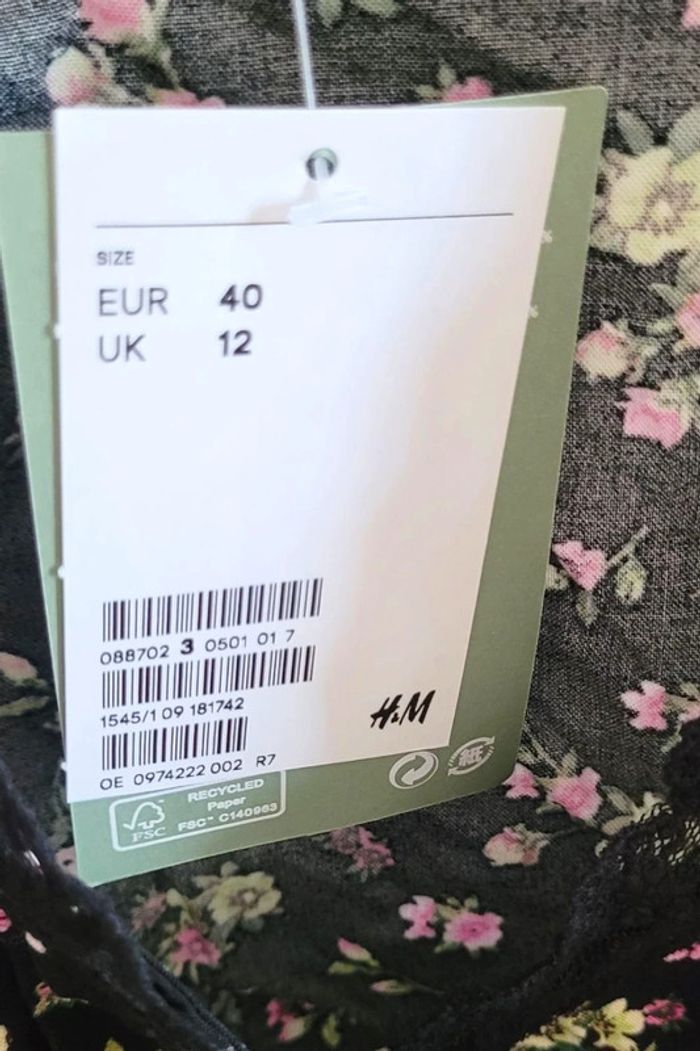 SIZE
EUR 40
UK 12
088702 3 0501 01 7
1545/1 09 181742
OE 0974222 002 R7
H&M
RECYCLED
Paper
FSC™ C140963
FSC